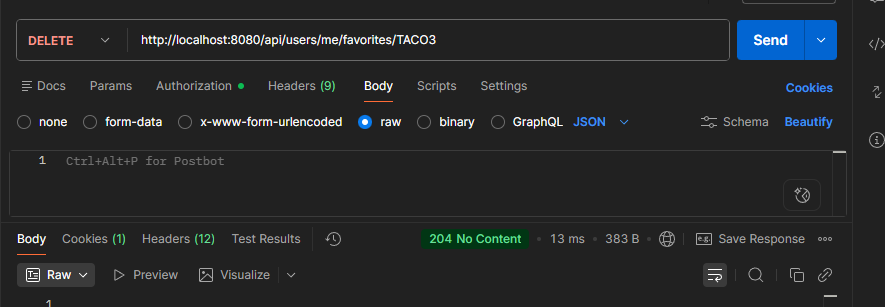 DELETE http://localhost:8080/api/users/me/favorites/TACO3 Send
Docs Params Authorization Headers (9) Body Scripts Settings Cookies
none form-data x-www-form-urlencoded raw binary GraphQL JSON Schema Beautify
1 Ctrl+Alt+P for Postbot
Body Cookies (1) Headers (12) Test Results 204 No Content • 13 ms • 383 B e.g. Save Response
Raw Preview Visualize
1